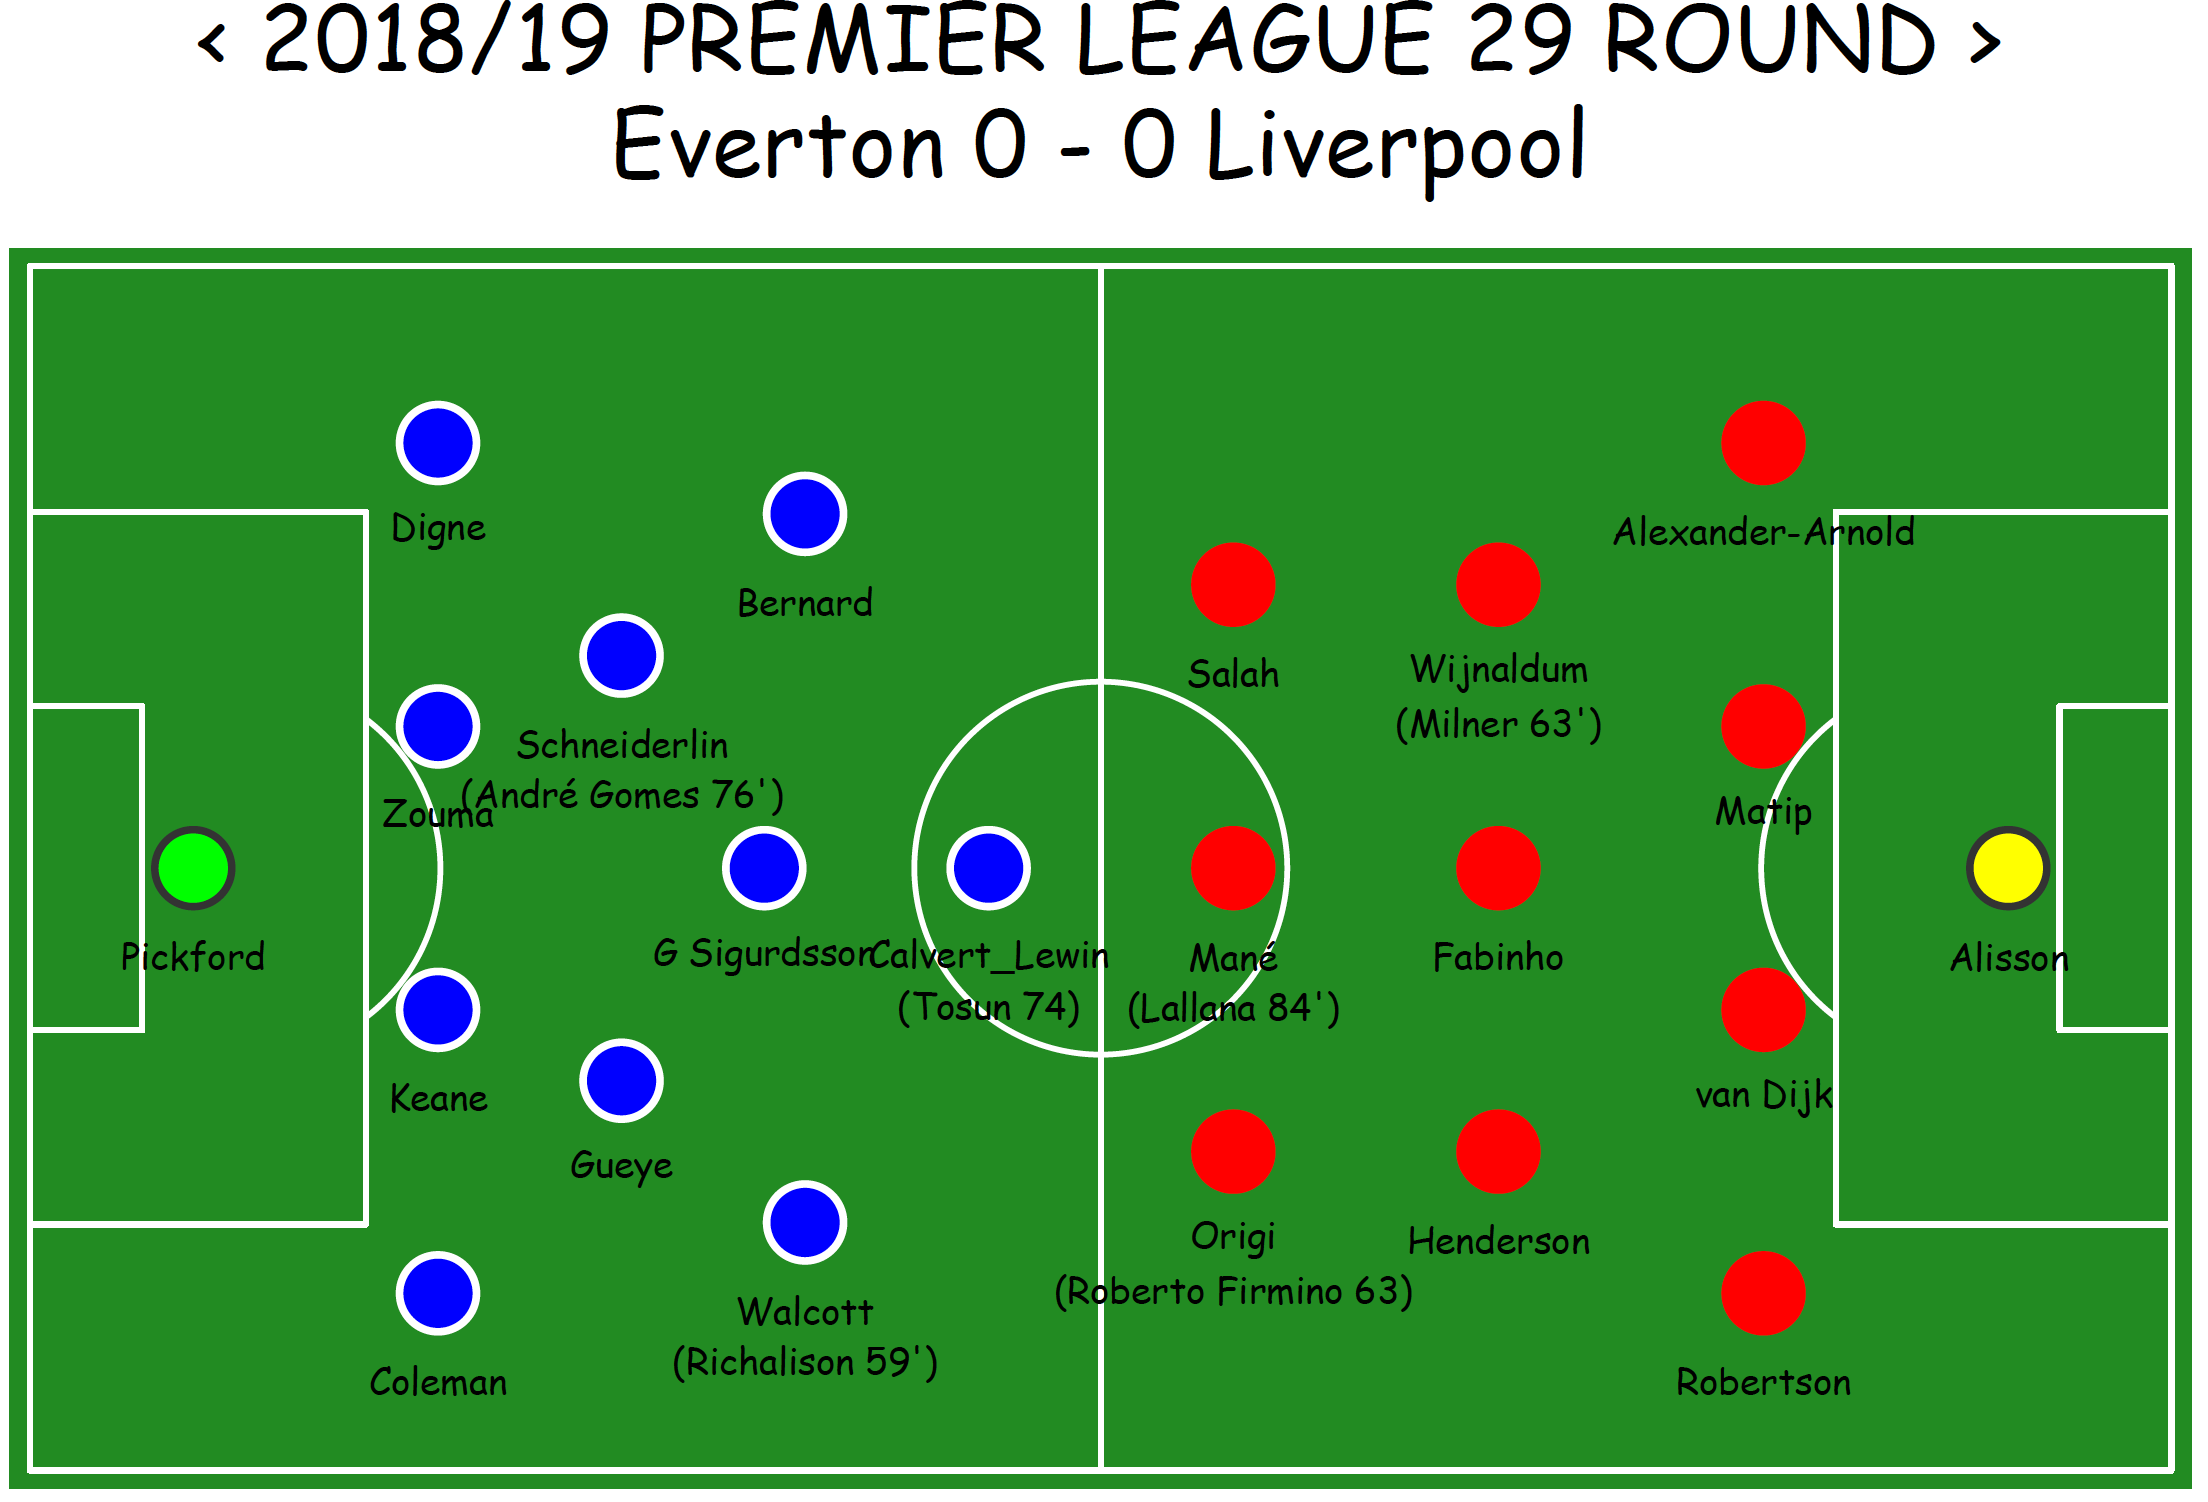 < 2018/19 PREMIER LEAGUE 29 ROUND >
Everton 0 - 0 Liverpool
Digne
Alexander-Arnold
Bernard
Salah
Wijnaldum
(Milner 63')
Schneiderlin
(André Gomes 76')
Zouma
Matip
Pickford
G Sigurdsson
Calvert_Lewin
(Tosun 74)
Mané
(Lallana 84')
Fabinho
Alisson
Keane
van Dijk
Gueye
Origi
(Roberto Firmino 63)
Henderson
Walcott
(Richalison 59')
Coleman
Robertson